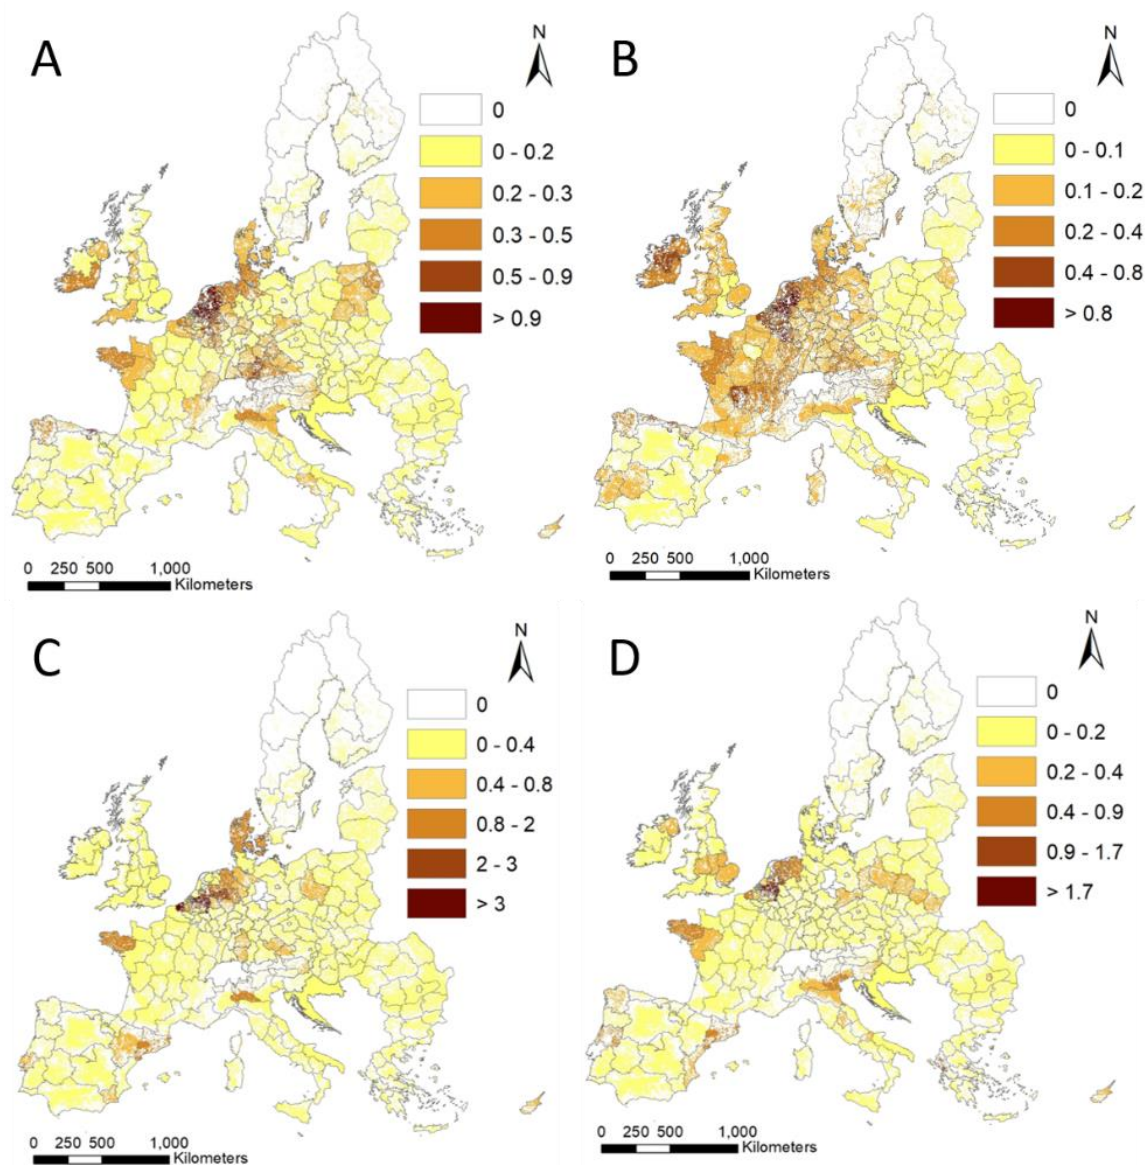 A
N
0
0 - 0.2
0.2 - 0.3
0.3 - 0.5
0.5 - 0.9
> 0.9
0 250 500 1,000
Kilometers
B
N
0
0 - 0.1
0.1 - 0.2
0.2 - 0.4
0.4 - 0.8
> 0.8
0 250 500 1,000
Kilometers
C
N
0
0 - 0.4
0.4 - 0.8
0.8 - 2
2 - 3
> 3
0 250 500 1,000
Kilometers
D
N
0
0 - 0.2
0.2 - 0.4
0.4 - 0.9
0.9 - 1.7
> 1.7
0 250 500 1,000
Kilometers